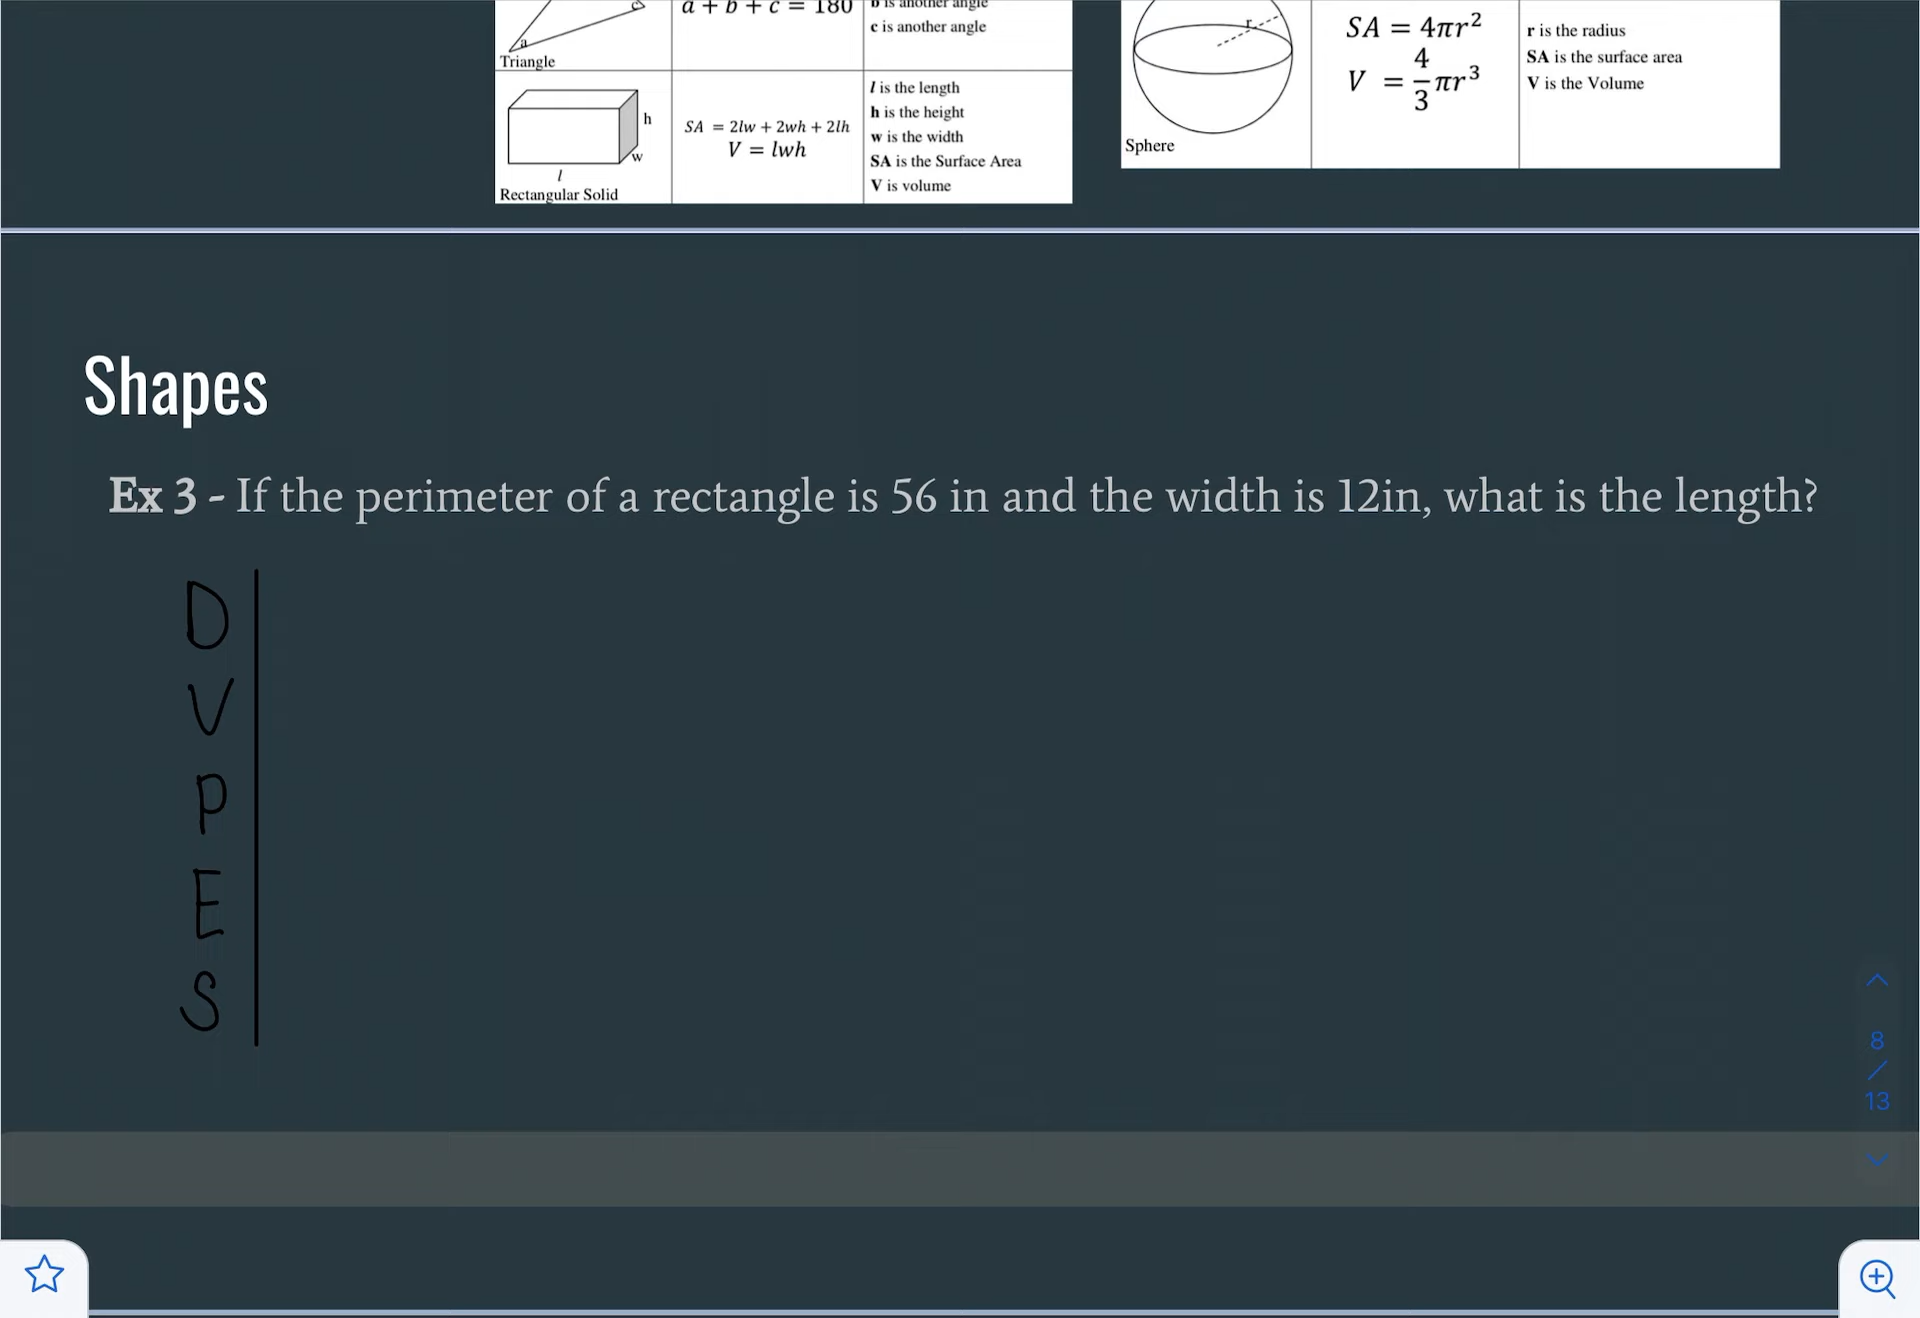 a + b + c = 180
c is another angle
a
Triangle
h
w
l
Rectangular Solid
SA = 2lw + 2wh + 2lh
V = lwh
l is the length
h is the height
w is the width
SA is the Surface Area
V is volume
r
Sphere
SA = 4πr²
V = 4/3 πr³
r is the radius
SA is the surface area
V is the Volume
Shapes
Ex 3 - If the perimeter of a rectangle is 56 in and the width is 12in, what is the length?
D
V
P
E
S
8
/
13